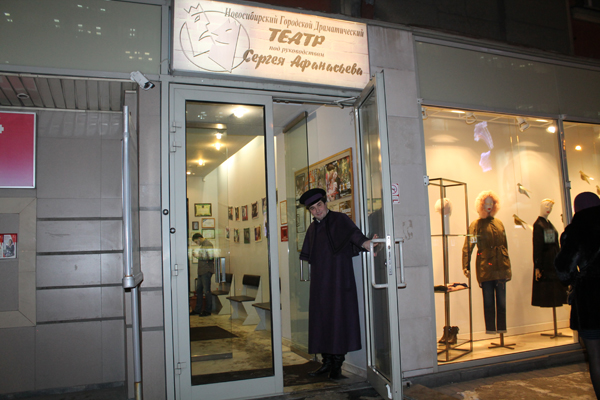 Новосибирский Городской Драматический
ТЕАТР
под руководством
Сергея Афанасьева